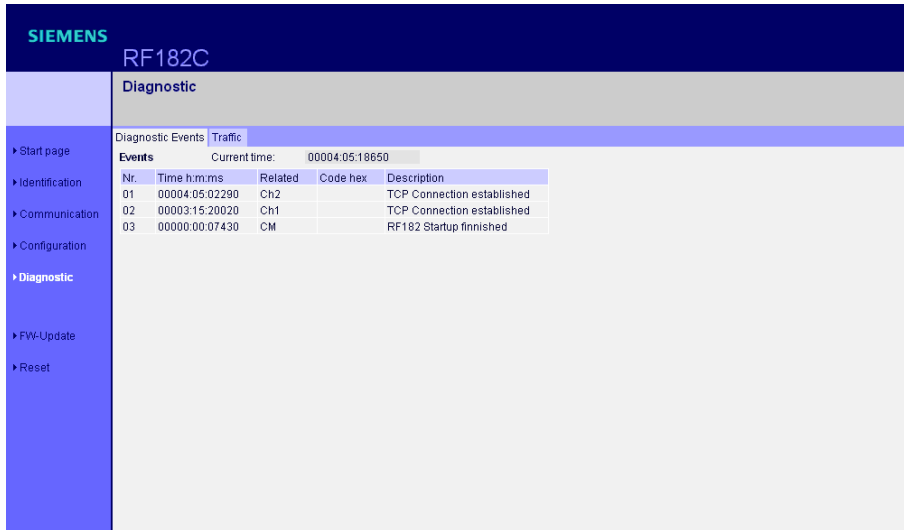 SIEMENS
RF182C
Diagnostic
Diagnostic Events Traffic
Events Current time: 00004:05:18650
Nr. Time h:m:ms Related Code hex Description
01 00004:05:02290 Ch2 TCP Connection established
02 00003:15:20020 Ch1 TCP Connection established
03 00000:00:07430 CM RF182 Startup finnished
Start page
Identification
Communication
Configuration
Diagnostic
FW-Update
Reset